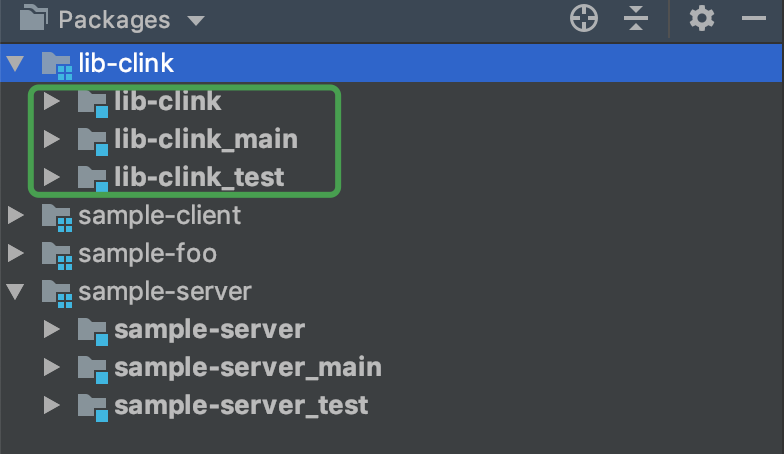 Packages
lib-clink
lib-clink
lib-clink_main
lib-clink_test
sample-client
sample-foo
sample-server
sample-server
sample-server_main
sample-server_test